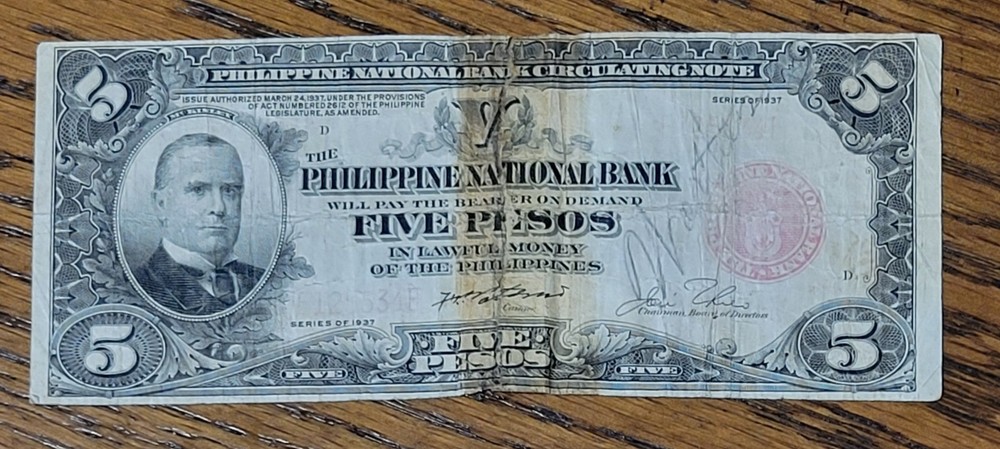 PHILIPPINE NATIONAL BANK CIRCULATING NOTE
5
5
ISSUE AUTHORIZED MARCH 24, 1937, UNDER THE PROVISIONS
OF ACT NUMBERED 2612 OF THE PHILIPPINE
LEGISLATURE, AS AMENDED.
SERIES OF 1937
MCKINLEY
D
V
THE
PHILIPPINE NATIONAL BANK
WILL PAY THE BEARER ON DEMAND
FIVE PESOS
IN LAWFUL MONEY
OF THE PHILIPPINES
D
Cashier.
Chairman, Board of Directors
SERIES OF 1937
5
FIVE
PESOS
5
FIVE
FIVE